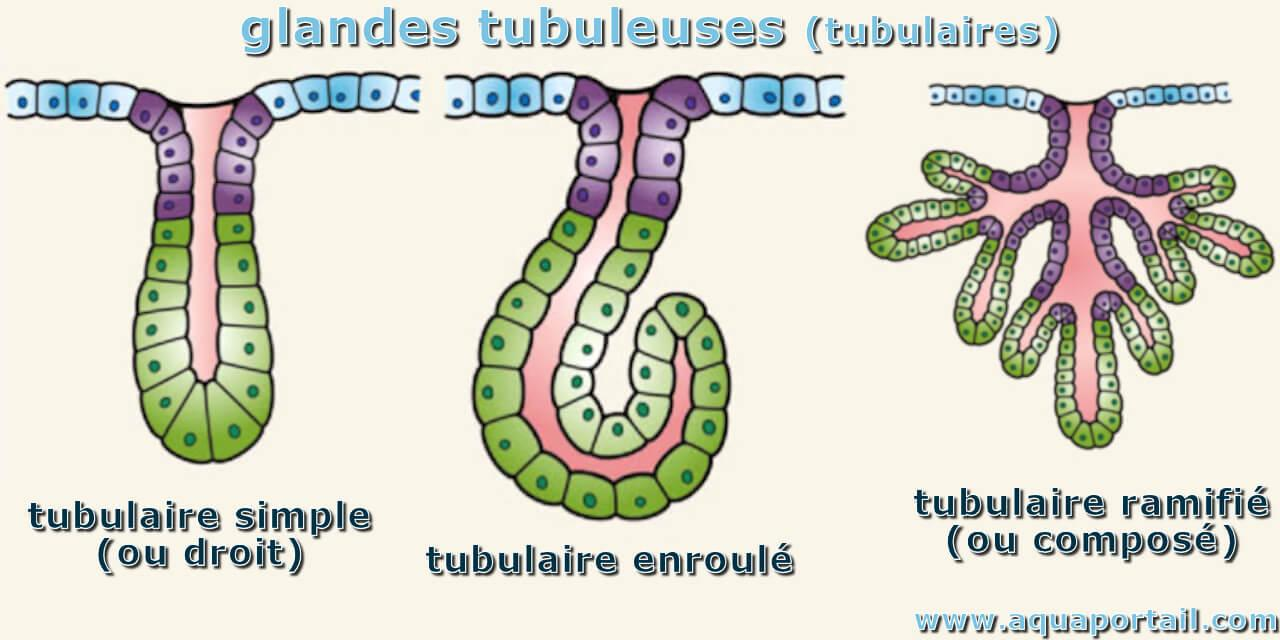 glandes tubuleuses (tubulaires)
tubulaire simple
(ou droit)
tubulaire enroulé
tubulaire ramifié
(ou composé)
www.aquaportail.com